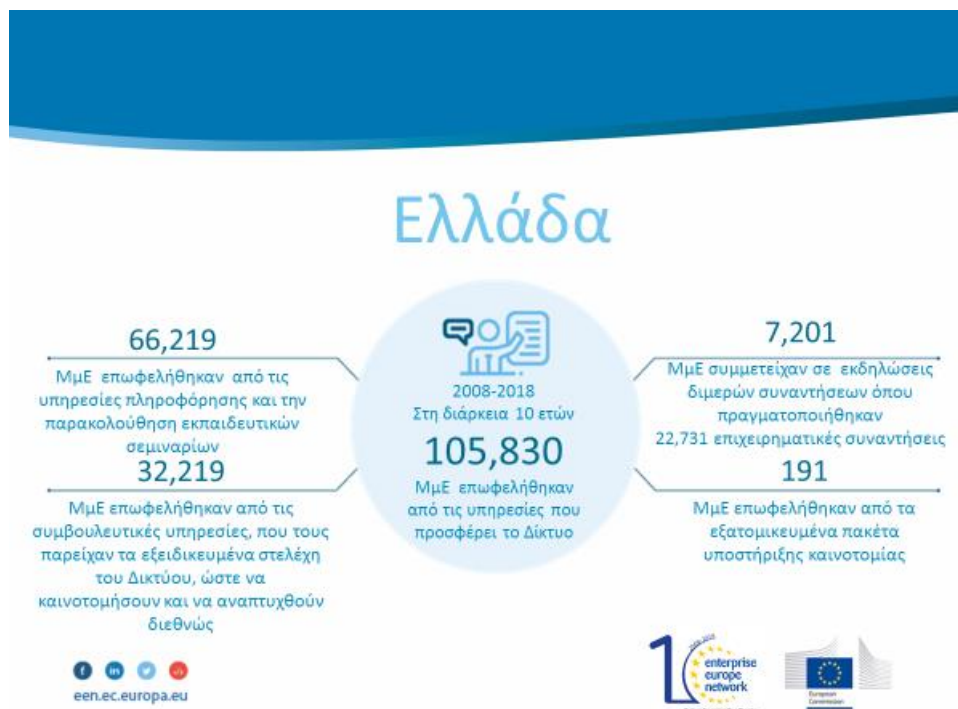 Ελλάδα
66,219
ΜμΕ επωφελήθηκαν από τις
υπηρεσίες πληροφόρησης και την
παρακολούθηση εκπαιδευτικών
σεμιναρίων
32,219
ΜμΕ επωφελήθηκαν από τις
συμβουλευτικές υπηρεσίες, που τους
παρείχαν τα εξειδικευμένα στελέχη
του Δικτύου, ώστε να
καινοτομήσουν και να αναπτυχθούν
διεθνώς
2008-2018
Στη διάρκεια 10 ετών
105,830
ΜμΕ επωφελήθηκαν
από τις υπηρεσίες που
προσφέρει το Δίκτυο
7,201
ΜμΕ συμμετείχαν σε εκδηλώσεις
διμερών συναντήσεων όπου
πραγματοποιήθηκαν
22,731 επιχειρηματικές συναντήσεις
191
ΜμΕ επωφελήθηκαν από τα
εξατομικευμένα πακέτα
υποστήριξης καινοτομίας
een.ec.europa.eu
10
2008-2018
enterprise
europe
network
European
Commission